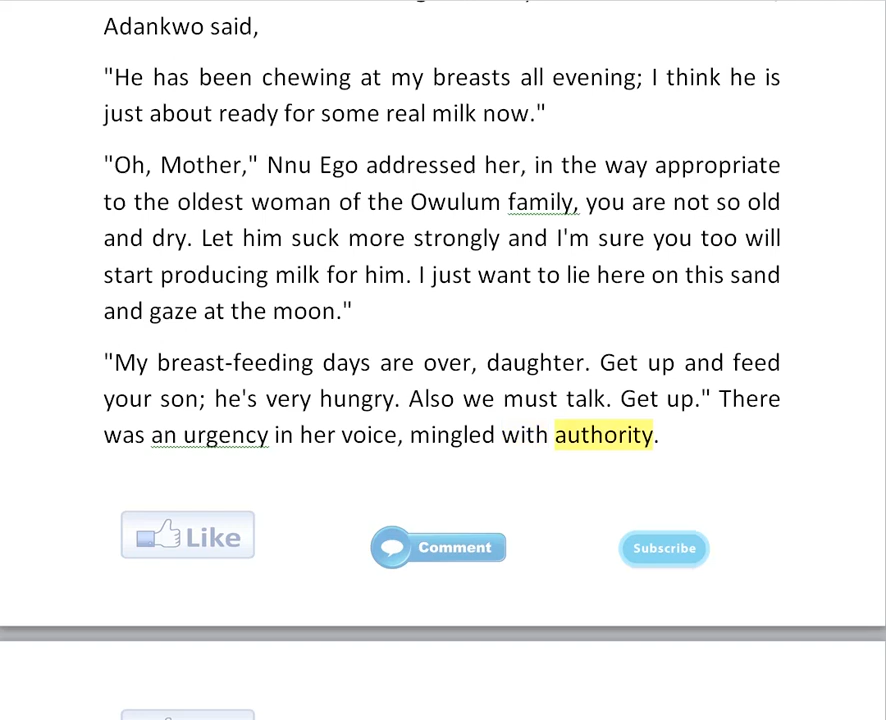 Adankwo said,
"He has been chewing at my breasts all evening; I think he is
just about ready for some real milk now."
"Oh, Mother," Nnu Ego addressed her, in the way appropriate
to the oldest woman of the Owulum family, you are not so old
and dry. Let him suck more strongly and I'm sure you too will
start producing milk for him. I just want to lie here on this sand
and gaze at the moon."
"My breast-feeding days are over, daughter. Get up and feed
your son; he's very hungry. Also we must talk. Get up." There
was an urgency in her voice, mingled with authority.
Like
Comment
Subscribe